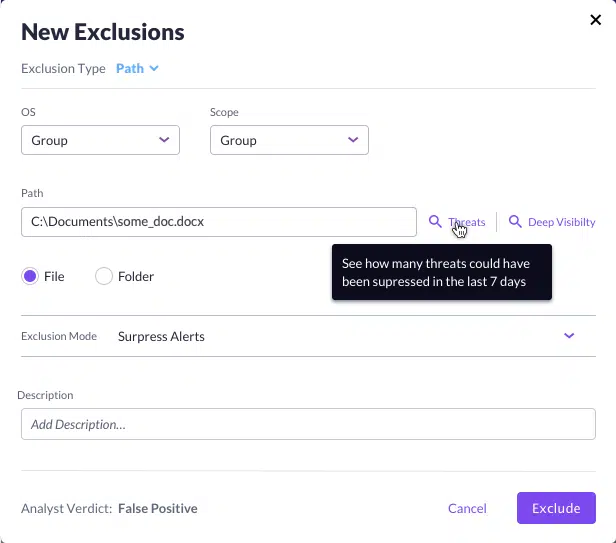 New Exclusions
Exclusion Type Path
OS Scope
Group Group
Path
C:\Documents\some_doc.docx Threats Deep Visibilty
See how many threats could have
been supressed in the last 7 days
File Folder
Exclusion Mode Surpress Alerts
Description
Add Description...
Analyst Verdict: False Positive Cancel Exclude